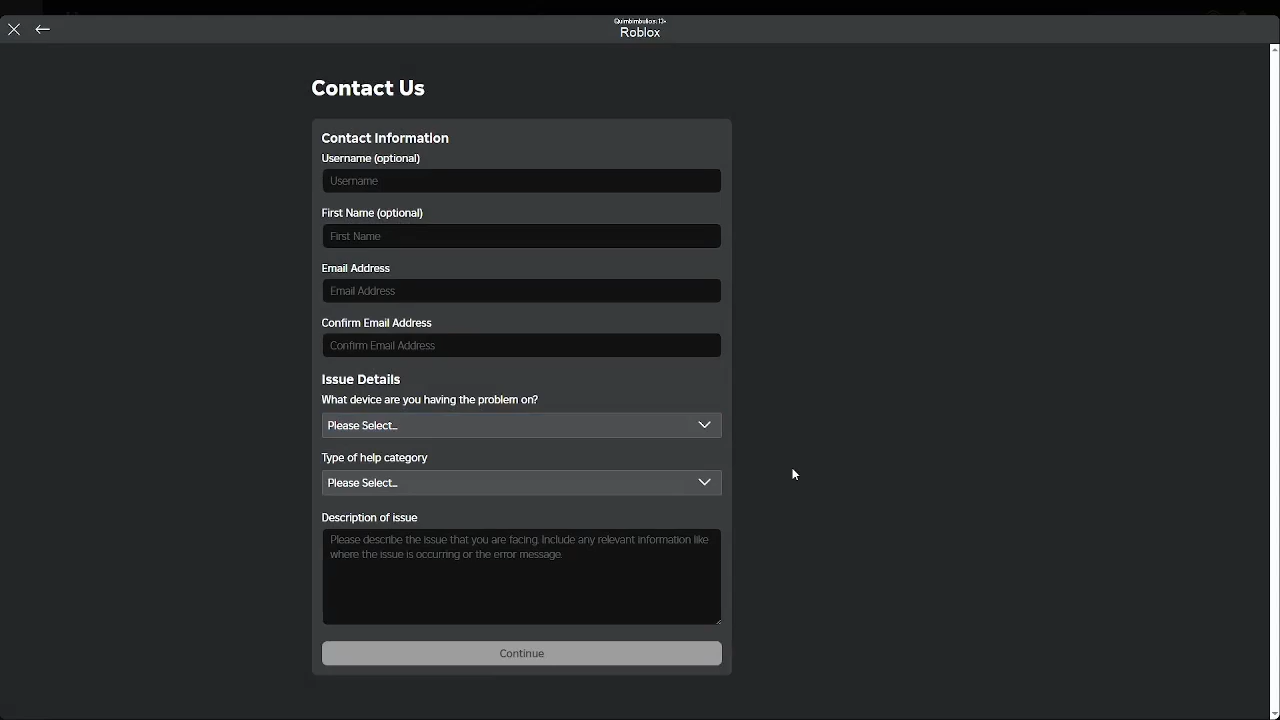 Roblox
Contact Us
Contact Information
Username (optional)
Username
First Name (optional)
First Name
Email Address
Email Address
Confirm Email Address
Confirm Email Address
Issue Details
What device are you having the problem on?
Please Select...
Type of help category
Please Select...
Description of issue
Please describe the issue that you are facing. Include any relevant information like
where the issue is occurring or the error message.
Continue